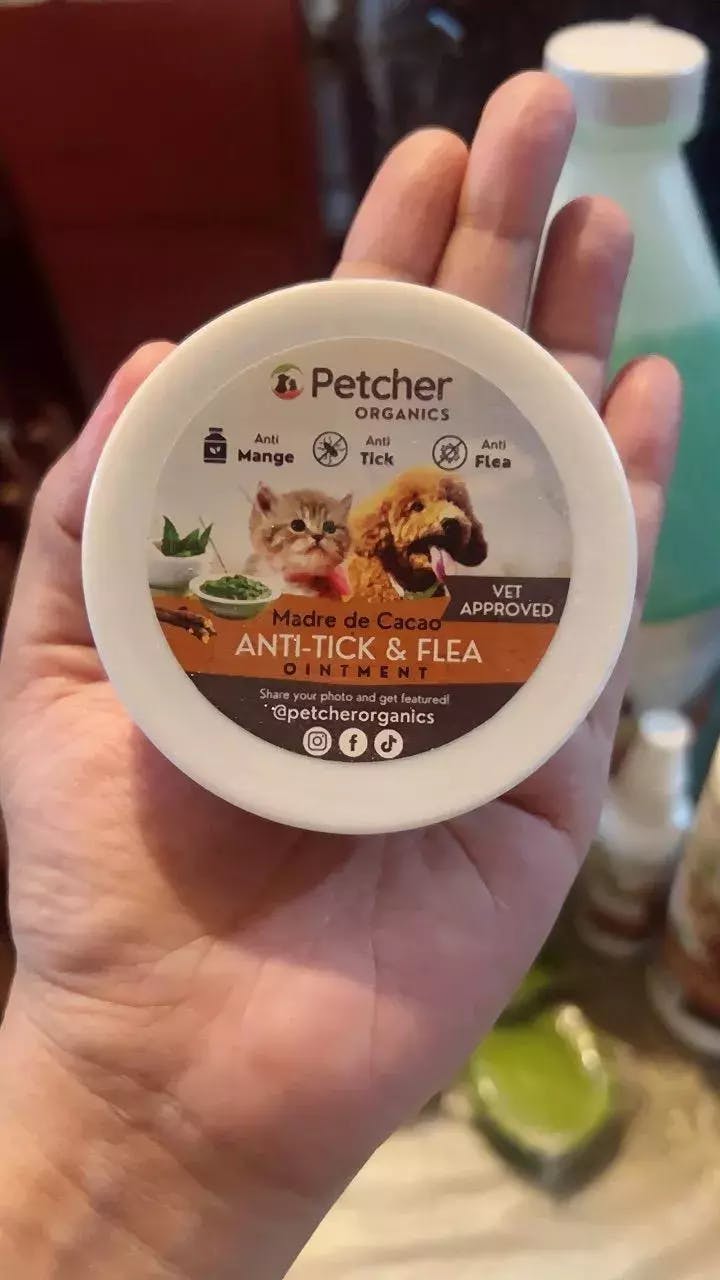 Petcher
ORGANICS
Anti
Mange
Anti
Tick
Anti
Flea
VET
APPROVED
Madre de Cacao
ANTI-TICK & FLEA
OINTMENT
Share your photo and get featured!
@petcherorganics